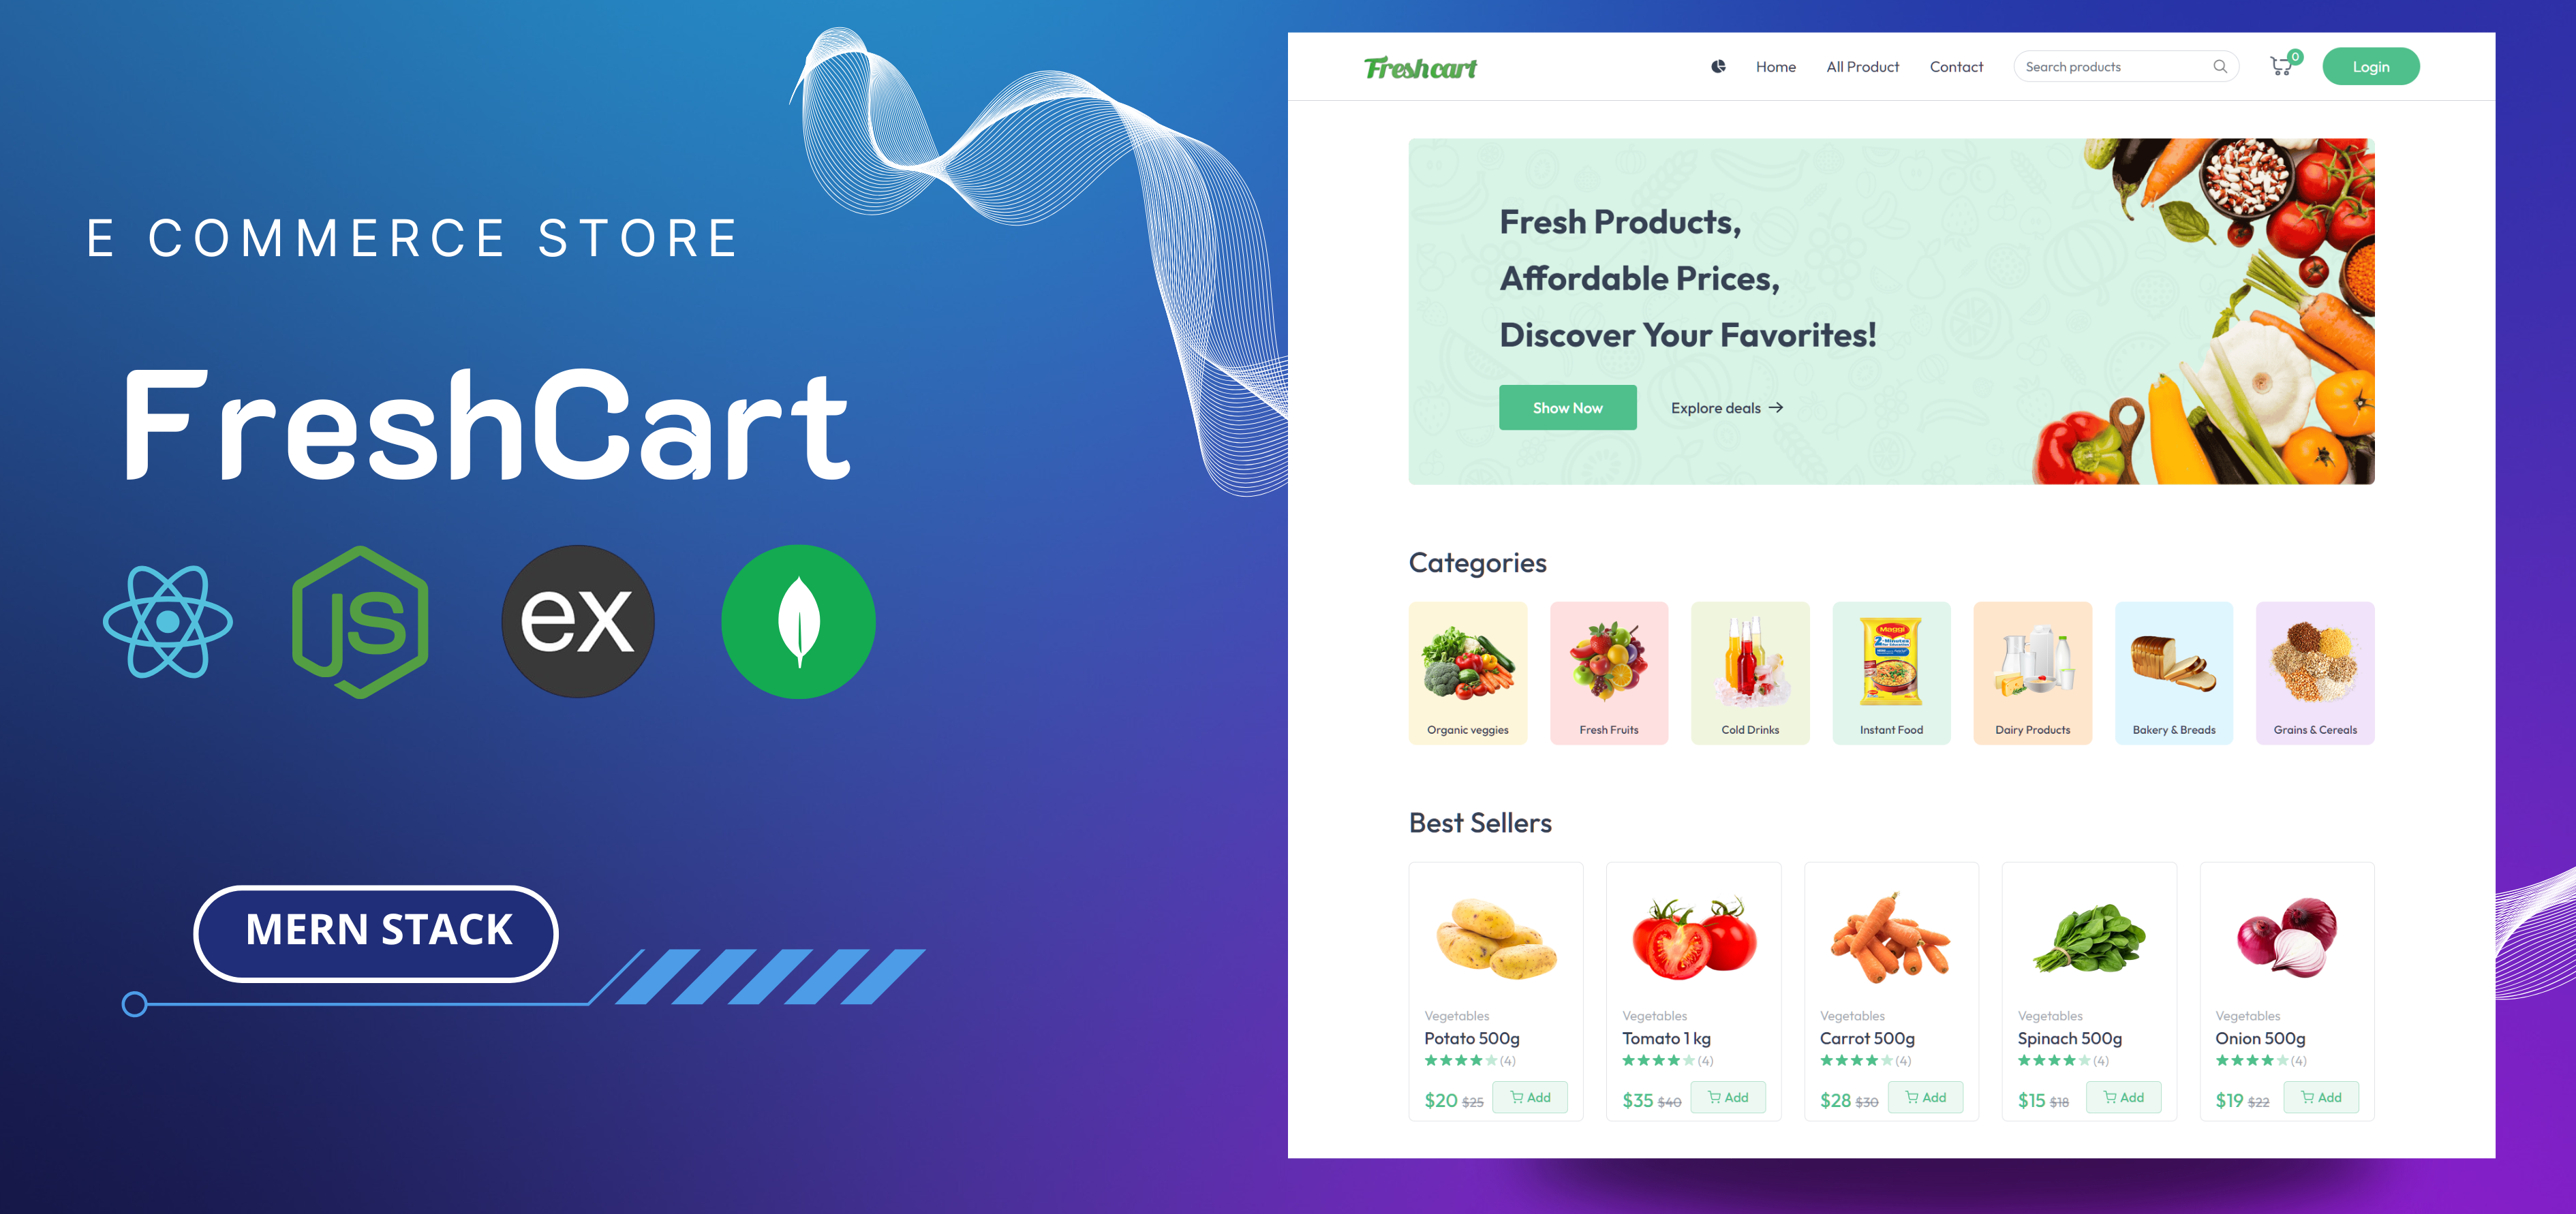 E COMMERCE STORE
FreshCart
JS
ex
MERN STACK
Freshcart
Home
All Product
Contact
Search products
0
Login
Fresh Products,
Affordable Prices,
Discover Your Favorites!
Show Now
Explore deals
Categories
Maggi
2-Minutes
Organic veggies
Fresh Fruits
Cold Drinks
Instant Food
Dairy Products
Bakery & Breads
Grains & Cereals
Best Sellers
Vegetables
Potato 500g
(4)
$20 $25
Add
Vegetables
Tomato 1 kg
(4)
$35 $40
Add
Vegetables
Carrot 500g
(4)
$28 $30
Add
Vegetables
Spinach 500g
(4)
$15 $18
Add
Vegetables
Onion 500g
(4)
$19 $22
Add